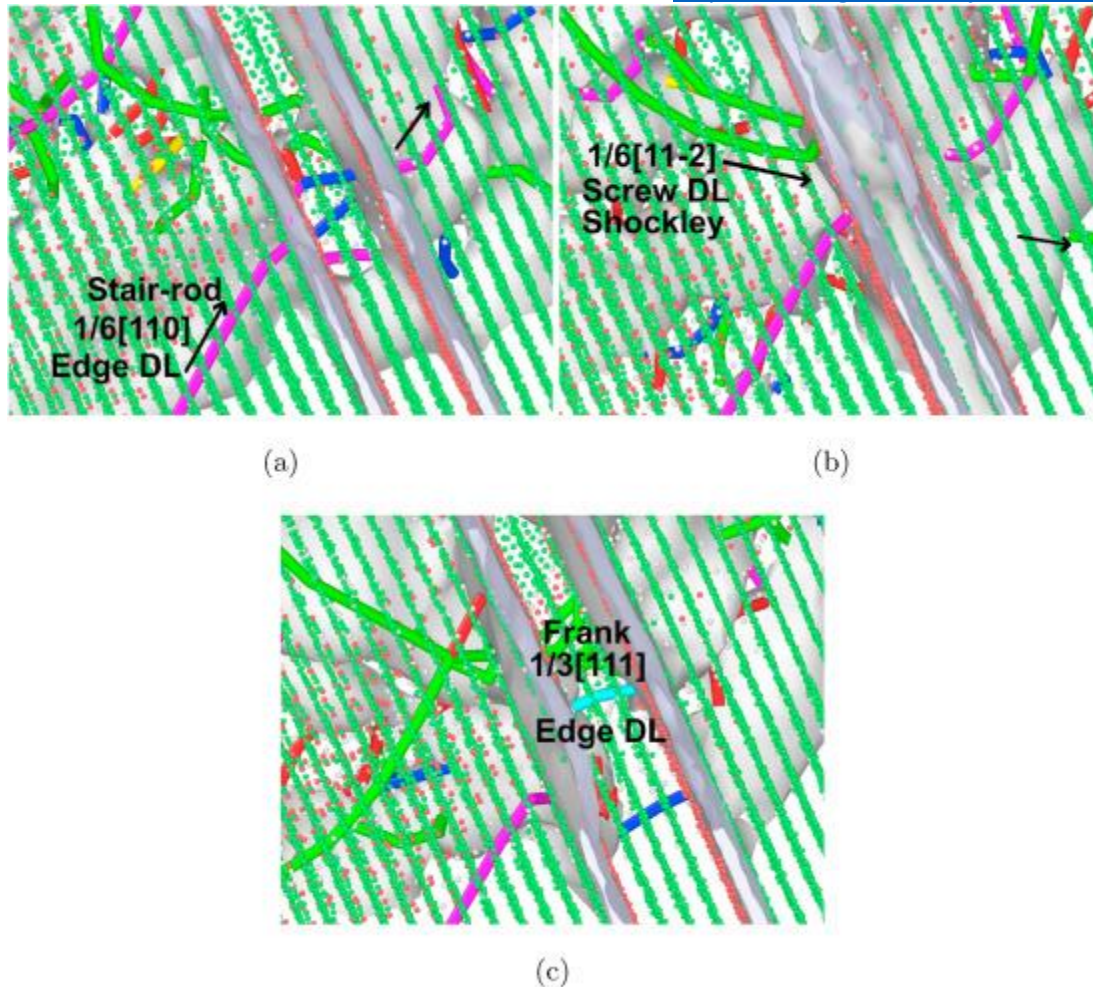 Stair-rod
1/6[110]
Edge DL
1/6[11-2]
Screw DL
Shockley
(a)
(b)
Frank
1/3[111]
Edge DL
(c)